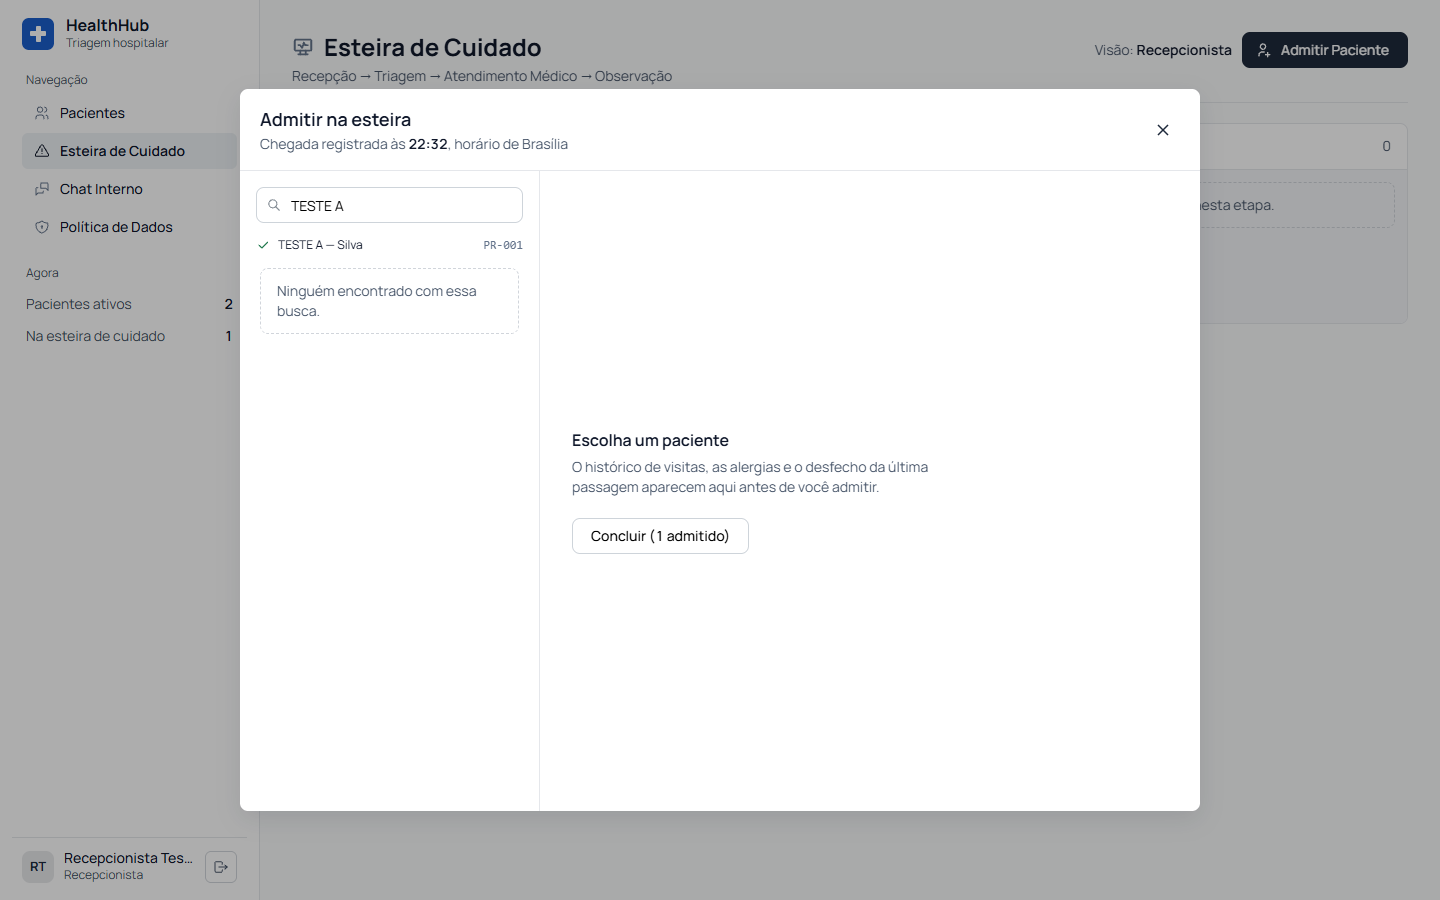 HealthHub
Triagem hospitalar
Navegação
Pacientes
Esteira de Cuidado
Chat Interno
Política de Dados
Agora
Pacientes ativos 2
Na esteira de cuidado 1
RT
Recepcionista Tes...
Recepcionista
Esteira de Cuidado
Recepção → Triagem → Atendimento Médico → Observação
Visão: Recepcionista
Admitir Paciente
0
nesta etapa.
Admitir na esteira
Chegada registrada às 22:32, horário de Brasília
TESTE A
TESTE A — Silva PR-001
Ninguém encontrado com essa
busca.
Escolha um paciente
O histórico de visitas, as alergias e o desfecho da última
passagem aparecem aqui antes de você admitir.
Concluir (1 admitido)